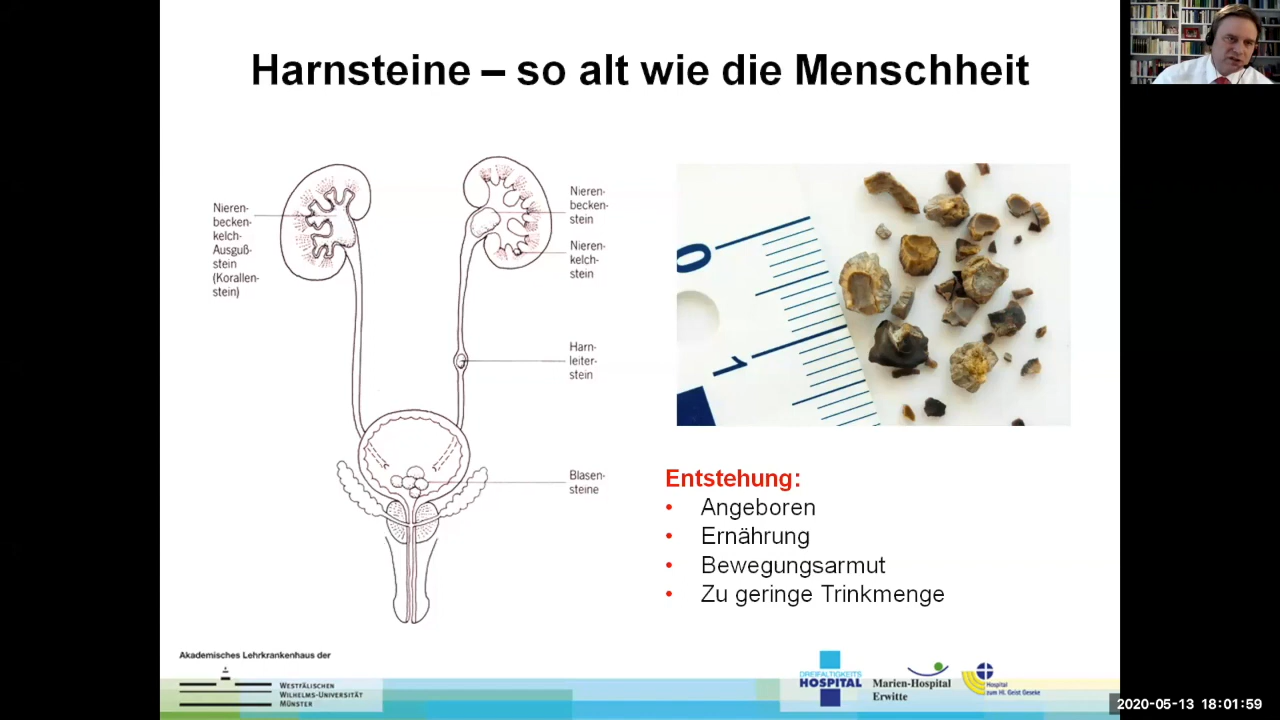 Harnsteine – so alt wie die Menschheit
Nieren-
becken-
kelch-
Ausguß-
stein
(Korallen-
stein)
Nieren-
becken-
stein
Nieren-
kelch-
stein
Harn-
leiter-
stein
Blasen-
steine
0
1
Entstehung:
• Angeboren
• Ernährung
• Bewegungsarmut
• Zu geringe Trinkmenge
Akademisches Lehrkrankenhaus der
WESTFÄLISCHEN
WILHELMS-UNIVERSITÄT
MÜNSTER
DREIFALTIGKEITS
HOSPITAL
Marien-Hospital
Erwitte
Hospital
zum Hl. Geist Geseke
2020-05-13 18:01:59